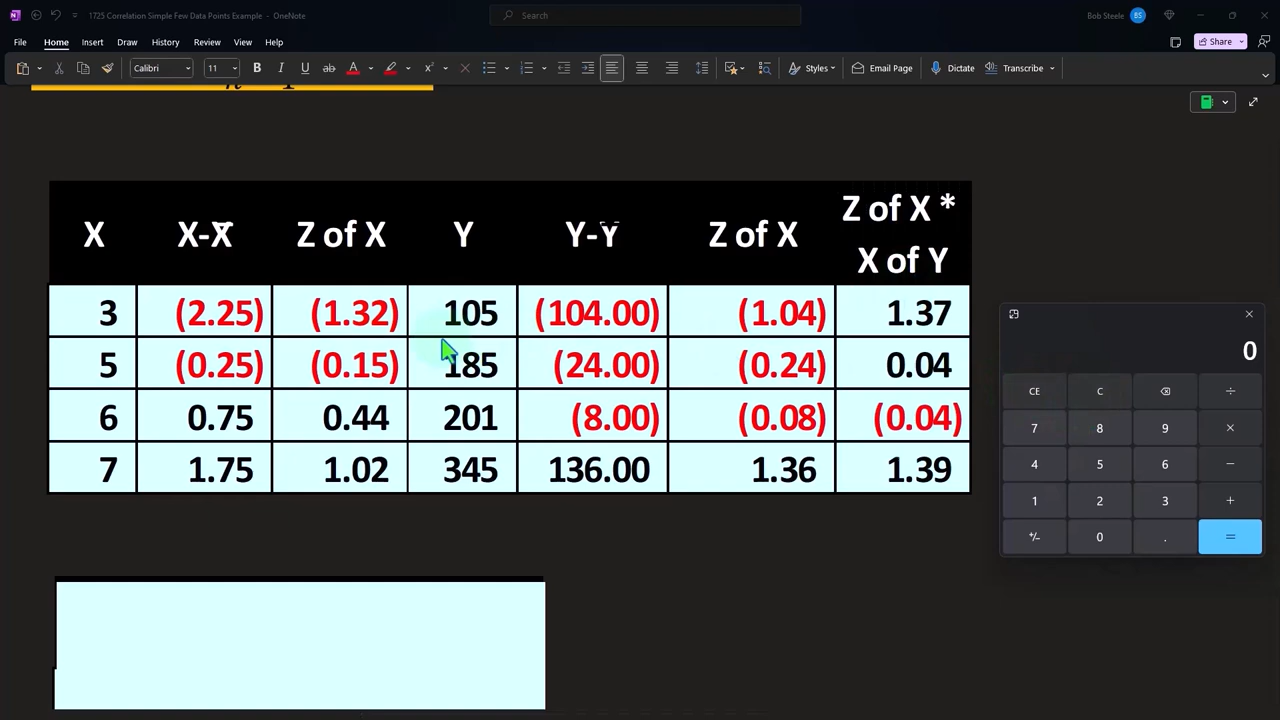 1725 Correlation Simple Few Data Points Example - OneNote
Search
Bob Steele BS
File Home Insert Draw History Review View Help
Share
Calibri 11 B I U ab A x Styles Email Page Dictate Transcribe
X X-X̄ Z of X Y Y-Ȳ Z of X Z of X * X of Y
3 (2.25) (1.32) 105 (104.00) (1.04) 1.37
5 (0.25) (0.15) 185 (24.00) (0.24) 0.04
6 0.75 0.44 201 (8.00) (0.08) (0.04)
7 1.75 1.02 345 136.00 1.36 1.39
0
CE C ÷
7 8 9 ×
4 5 6 −
1 2 3 +
+/− 0 . =